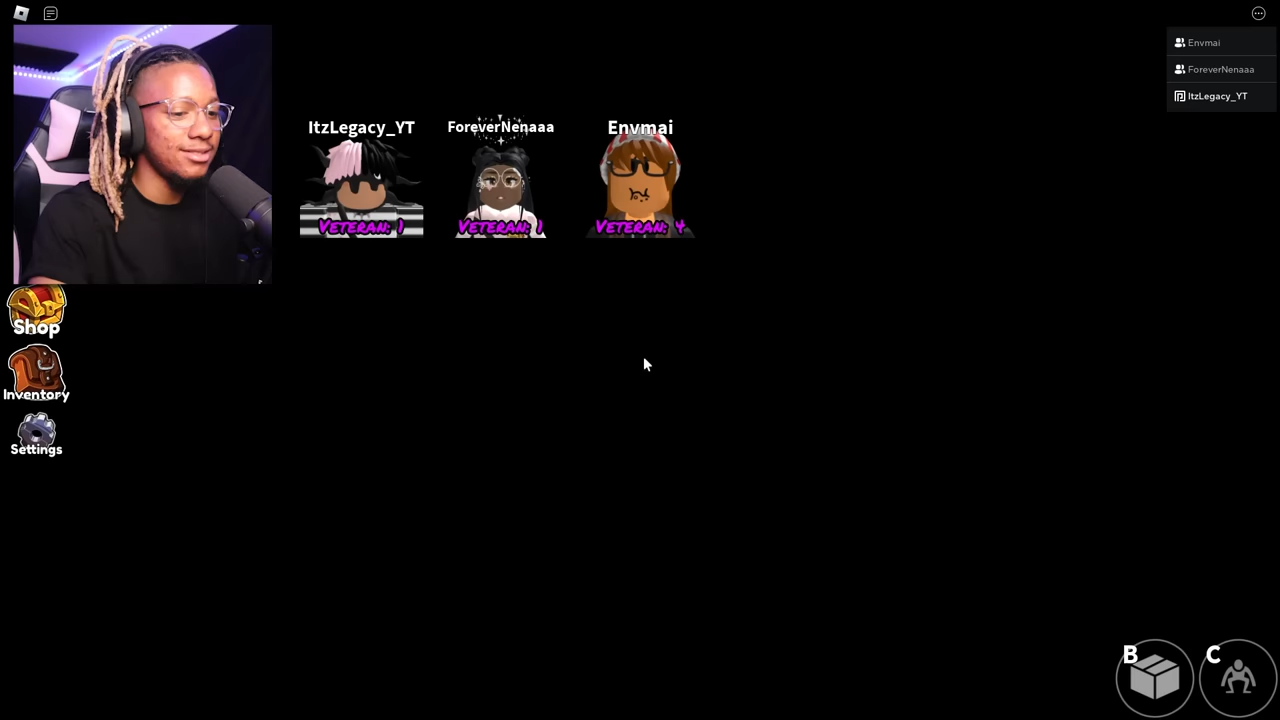 Envmai
ForeverNenaaa
ItzLegacy_YT
ItzLegacy_YT
ForeverNenaaa
Envmai
VETERAN: 1
VETERAN: 1
VETERAN: 4
Shop
Inventory
Settings
B
C